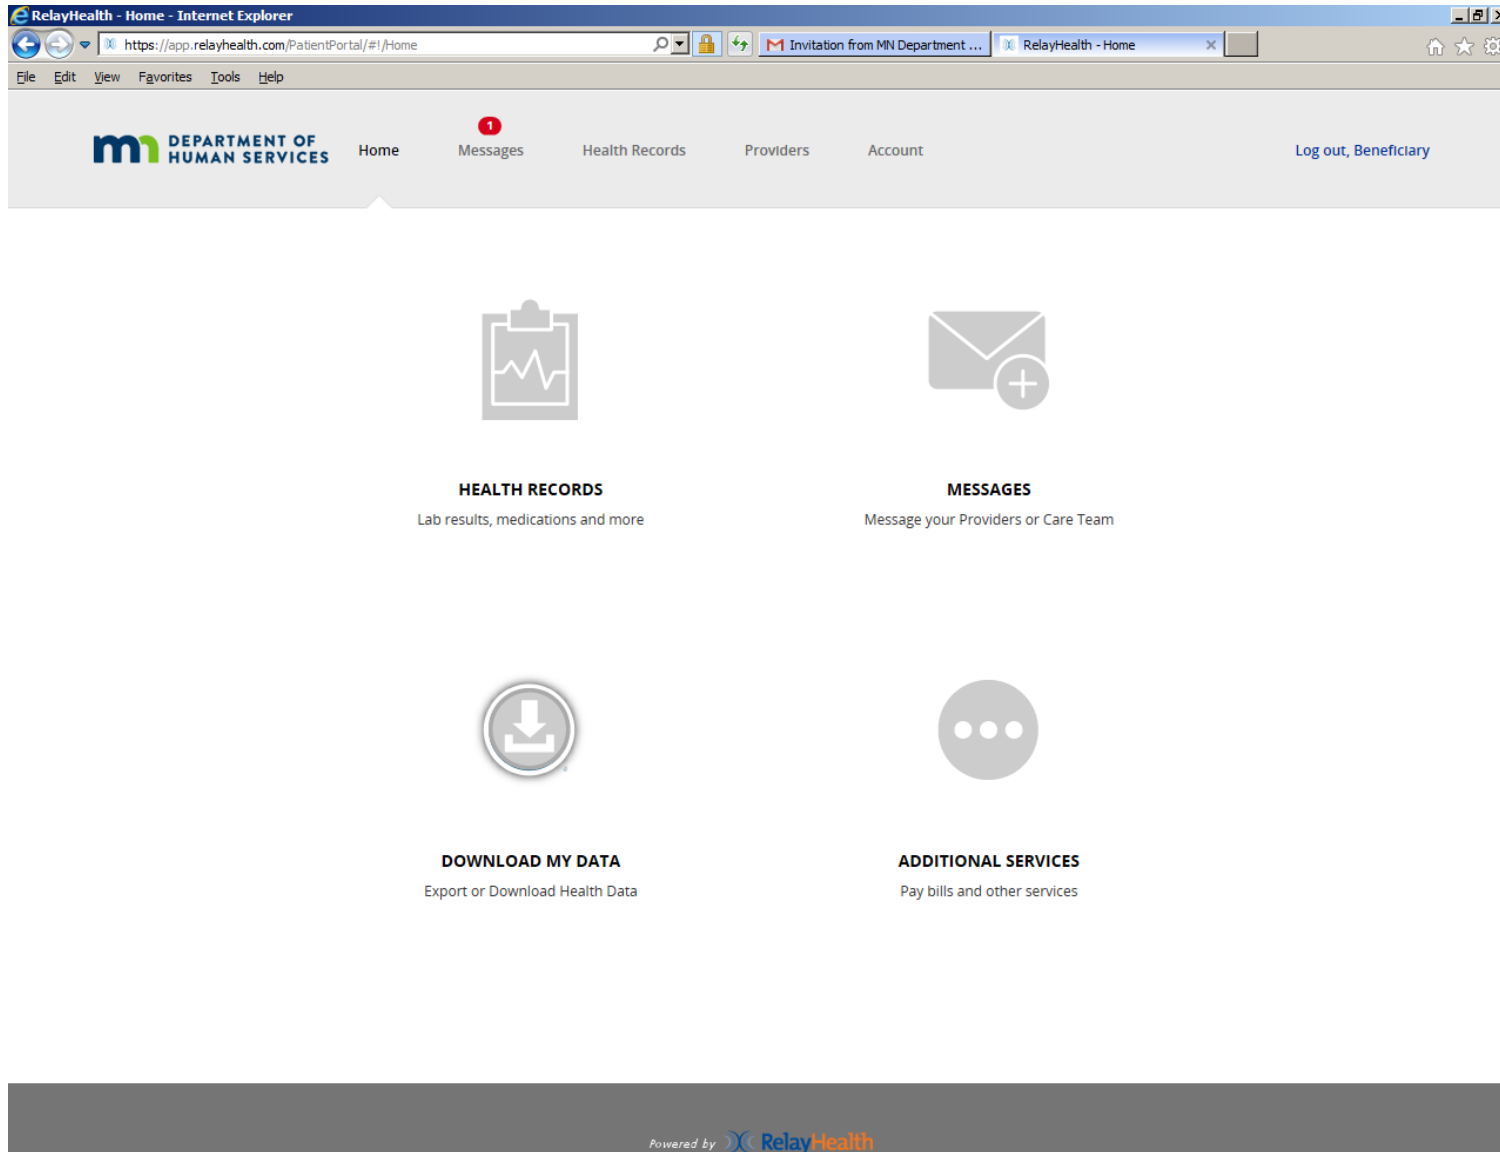 RelayHealth - Home - Internet Explorer
https://app.relayhealth.com/PatientPortal/#!/Home
Invitation from MN Department ...
RelayHealth - Home
File Edit View Favorites Tools Help
mn DEPARTMENT OF
HUMAN SERVICES
Home
1
Messages
Health Records
Providers
Account
Log out, Beneficiary
HEALTH RECORDS
Lab results, medications and more
MESSAGES
Message your Providers or Care Team
DOWNLOAD MY DATA
Export or Download Health Data
ADDITIONAL SERVICES
Pay bills and other services
Powered by RelayHealth